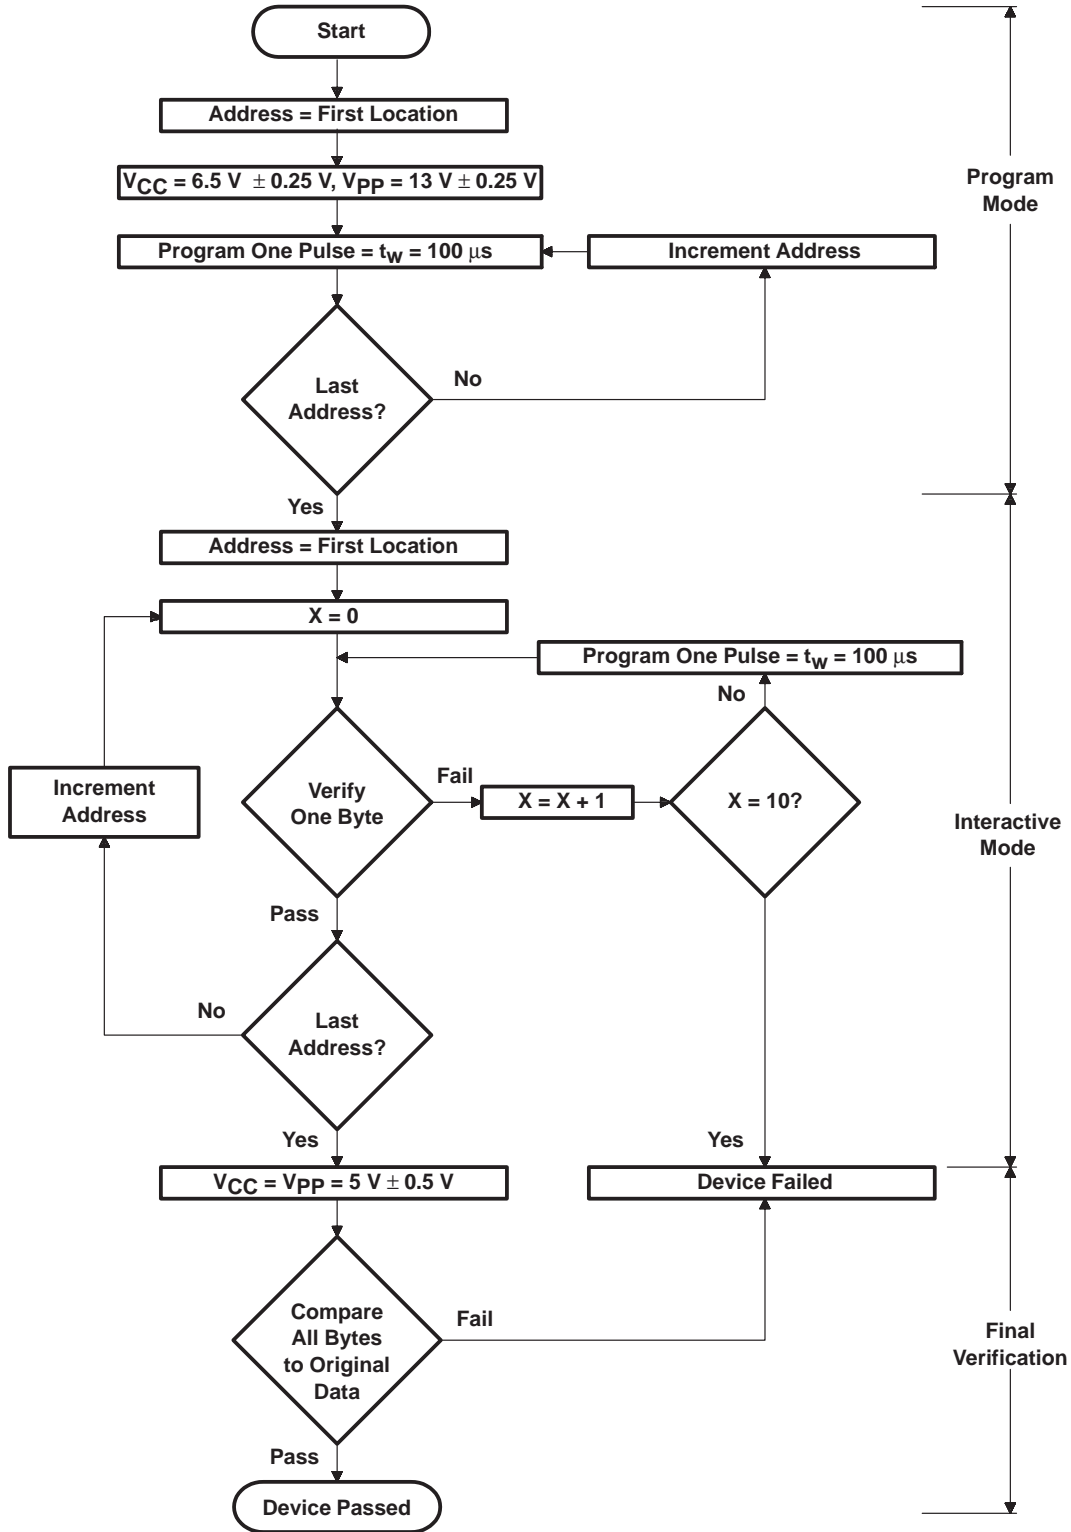 Start
Address = First Location
VCC = 6.5 V ± 0.25 V, VPP = 13 V ± 0.25 V
Program
Mode
Program One Pulse = tw = 100 μs
Increment Address
Last
Address?
No
Yes
Address = First Location
X = 0
Program One Pulse = tw = 100 μs
No
Increment
Address
Verify
One Byte
Fail
X = X + 1
X = 10?
Interactive
Mode
Pass
No
Last
Address?
Yes
Yes
VCC = VPP = 5 V ± 0.5 V
Device Failed
Compare
All Bytes
to Original
Data
Fail
Final
Verification
Pass
Device Passed